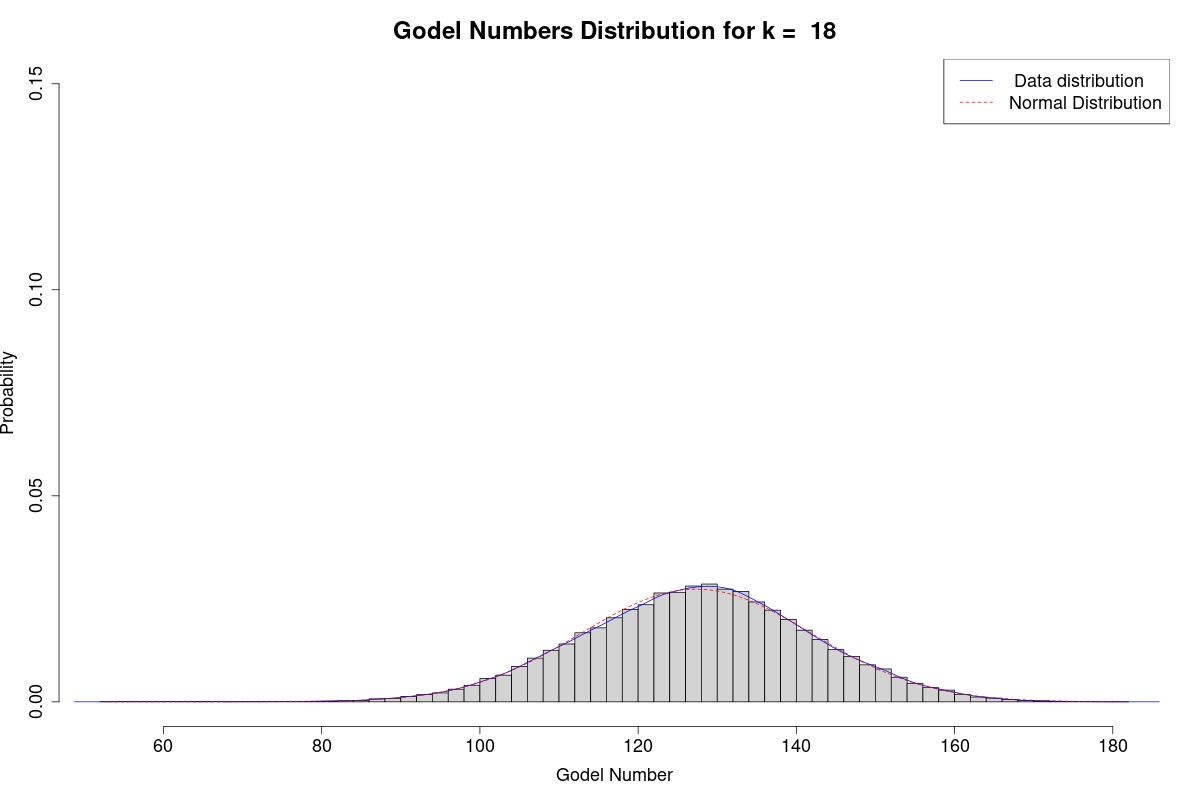 Godel Numbers Distribution for k =  18
Data distribution
Normal Distribution
Probability
0.15
0.10
0.05
0.00
60 80 100 120 140 160 180
Godel Number